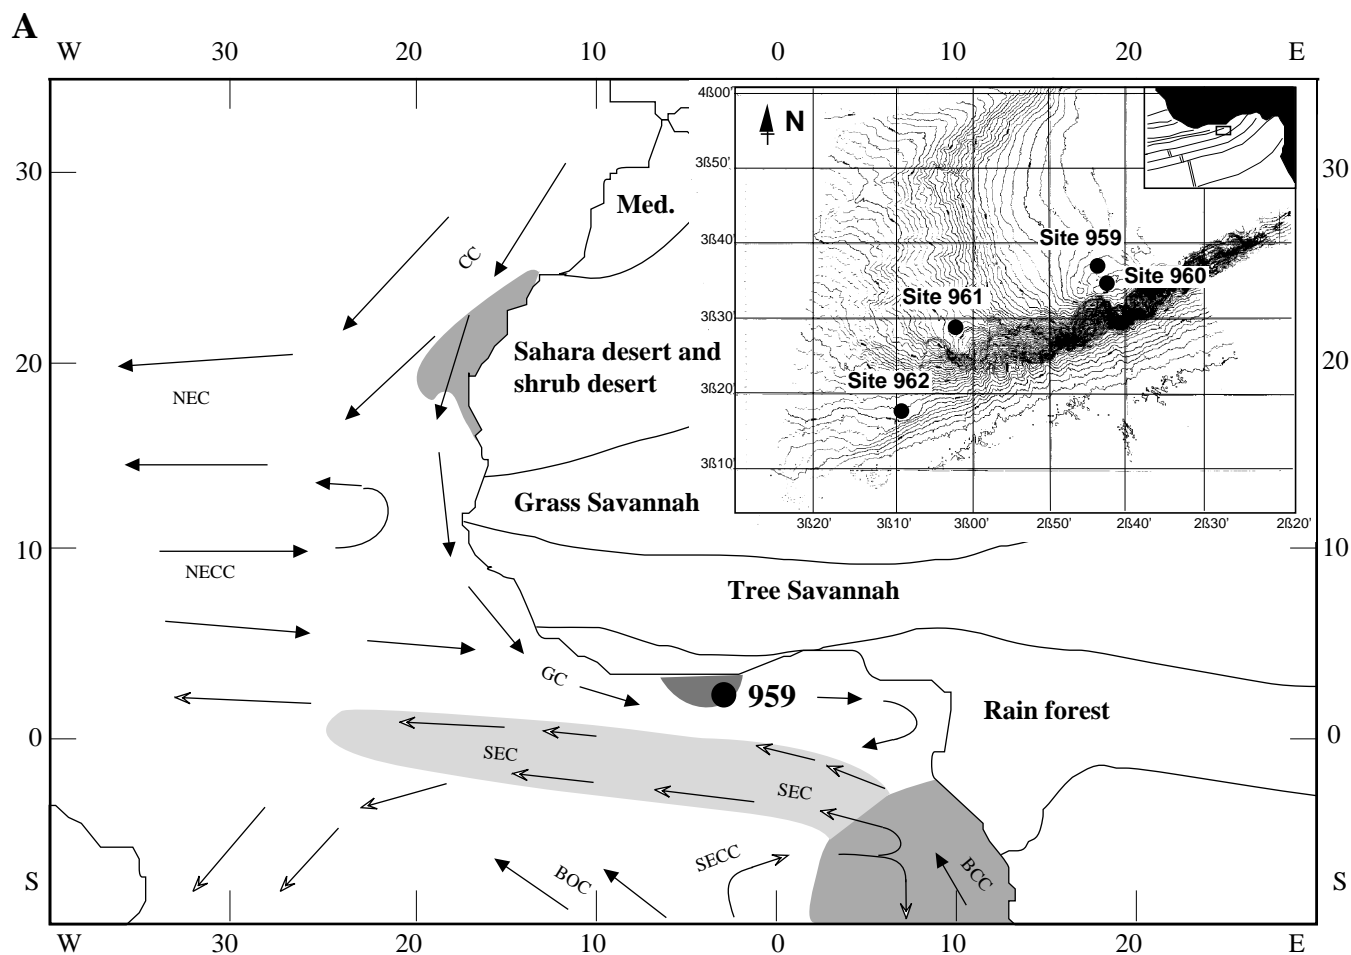 A
W 30 20 10 0 10 20 E
4ß00'
N
3ß50'
30 30
Med.
Site 959
3ß40'
CC
Site 960
Site 961
3ß30'
Sahara desert and
shrub desert
20 20
Site 962
3ß20'
NEC
3ß10'
Grass Savannah
3ß20' 3ß10' 3ß00' 2ß50' 2ß40' 2ß30' 2ß20'
10 10
NECC
Tree Savannah
GC
959
Rain forest
0 0
SEC
SEC
SECC
BOC
BCC
S S
W 30 20 10 0 10 20 E